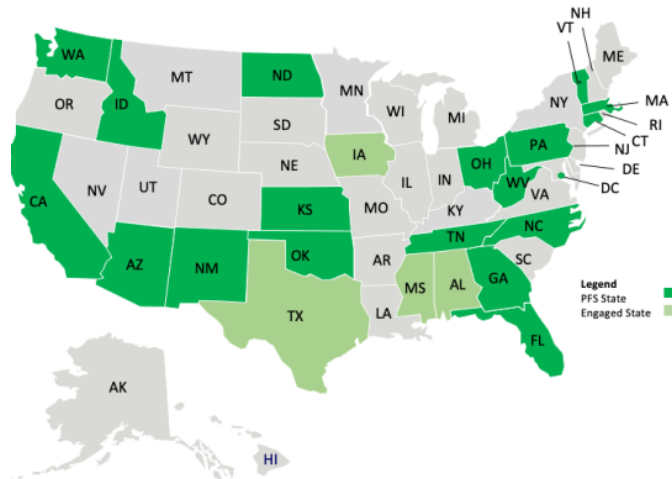 NH
VT
WA
ME
MT
ND
MN
OR
ID
WI
NY
MA
SD
MI
RI
WY
CT
IA
PA
NJ
NE
OH
NV
IL
IN
DE
UT
WV
CA
CO
VA
DC
KS
MO
KY
NC
TN
OK
AZ
NM
AR
SC
MS
AL
GA
Legend
PFS State
Engaged State
TX
LA
FL
AK
HI